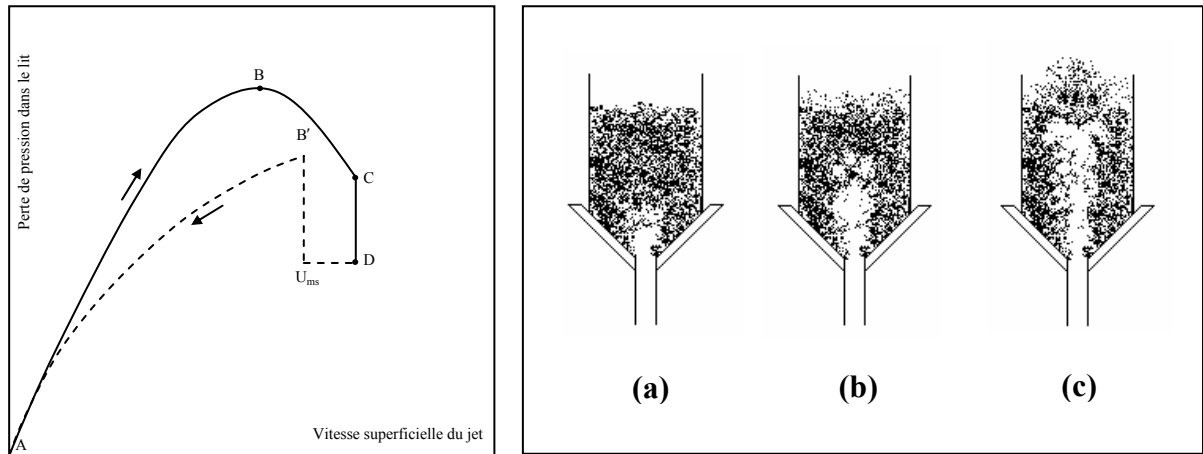 Perte de pression dans le lit
B
B'
C
D
U_ms
A
Vitesse superficielle du jet
(a)
(b)
(c)